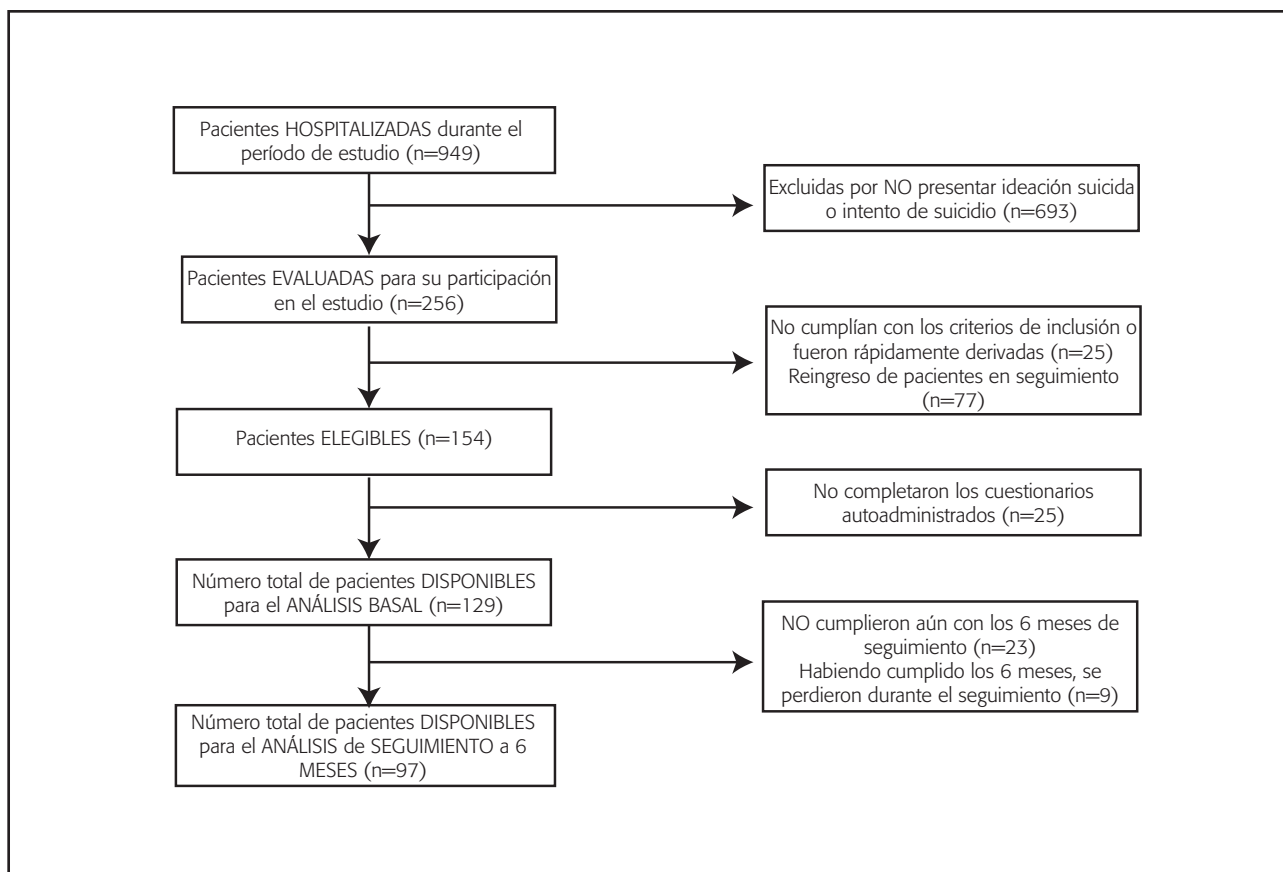 Pacientes HOSPITALIZADAS durante el
período de estudio (n=949)
Excluidas por NO presentar ideación suicida
o intento de suicidio (n=693)
Pacientes EVALUADAS para su participación
en el estudio (n=256)
No cumplían con los criterios de inclusión o
fueron rápidamente derivadas (n=25)
Reingreso de pacientes en seguimiento
(n=77)
Pacientes ELEGIBLES (n=154)
No completaron los cuestionarios
autoadministrados (n=25)
Número total de pacientes DISPONIBLES
para el ANÁLISIS BASAL (n=129)
NO cumplieron aún con los 6 meses de
seguimiento (n=23)
Habiendo cumplido los 6 meses, se
perdieron durante el seguimiento (n=9)
Número total de pacientes DISPONIBLES
para el ANÁLISIS de SEGUIMIENTO a 6
MESES (n=97)